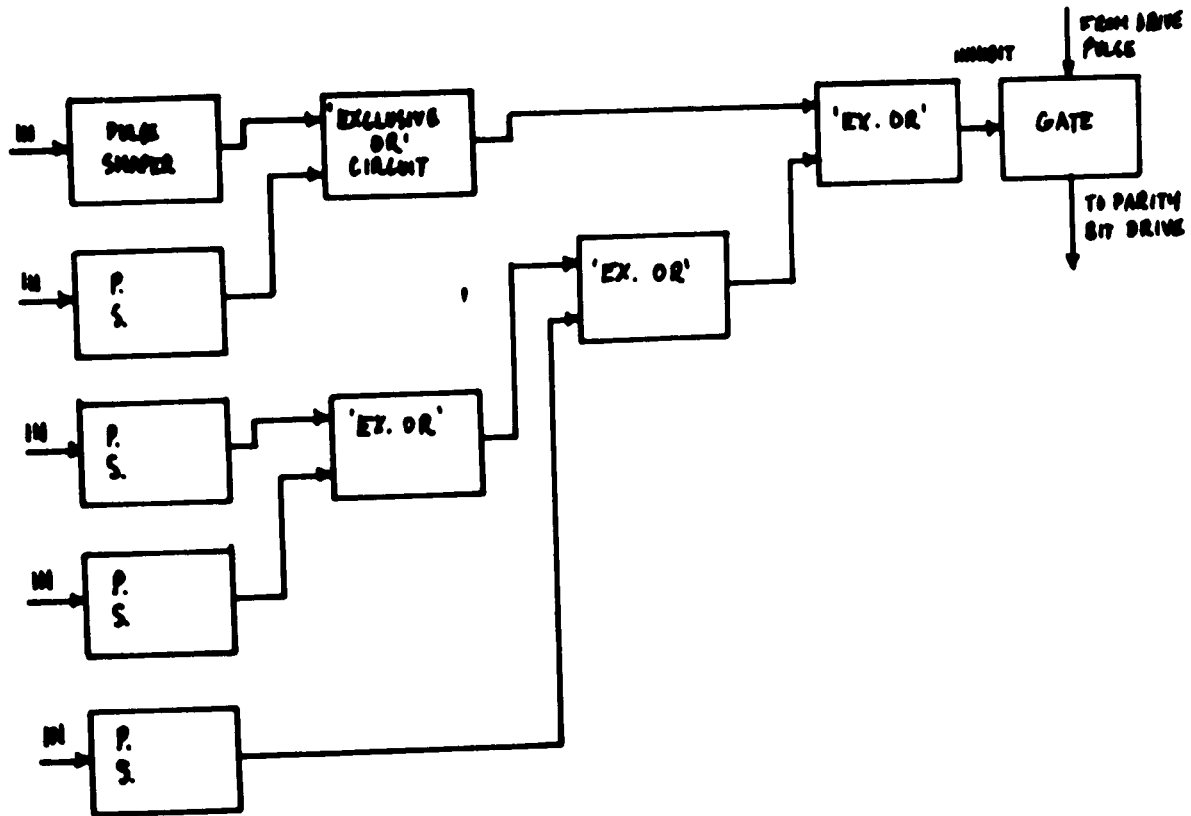 FROM DRIVE
PULSE
INHIBIT
IN
PULSE
SHAPER
'EXCLUSIVE
OR'
CIRCUIT
'EX. OR'
GATE
TO PARITY
BIT DRIVE
IN
P.
S.
'EX. OR'
IN
P.
S.
'EX. OR'
IN
P.
S.
IN
P.
S.